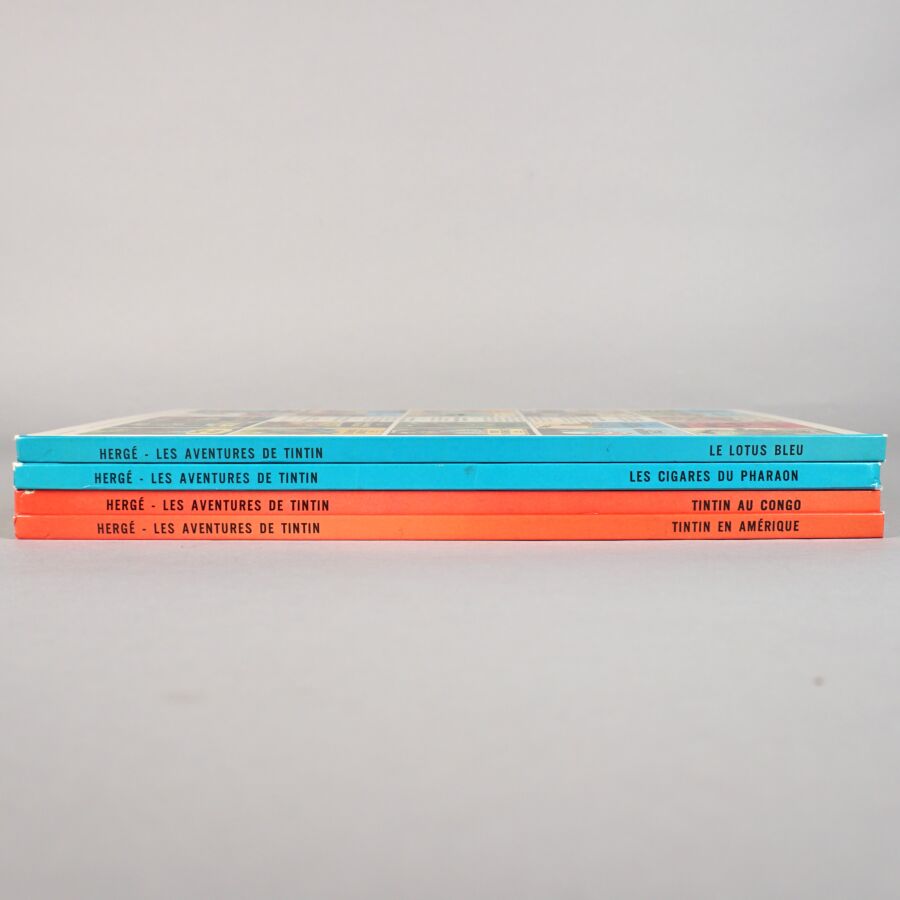 HERGÉ - LES AVENTURES DE TINTIN LE LOTUS BLEU
HERGÉ - LES AVENTURES DE TINTIN LES CIGARES DU PHARAON
HERGÉ - LES AVENTURES DE TINTIN TINTIN AU CONGO
HERGÉ - LES AVENTURES DE TINTIN TINTIN EN AMÉRIQUE